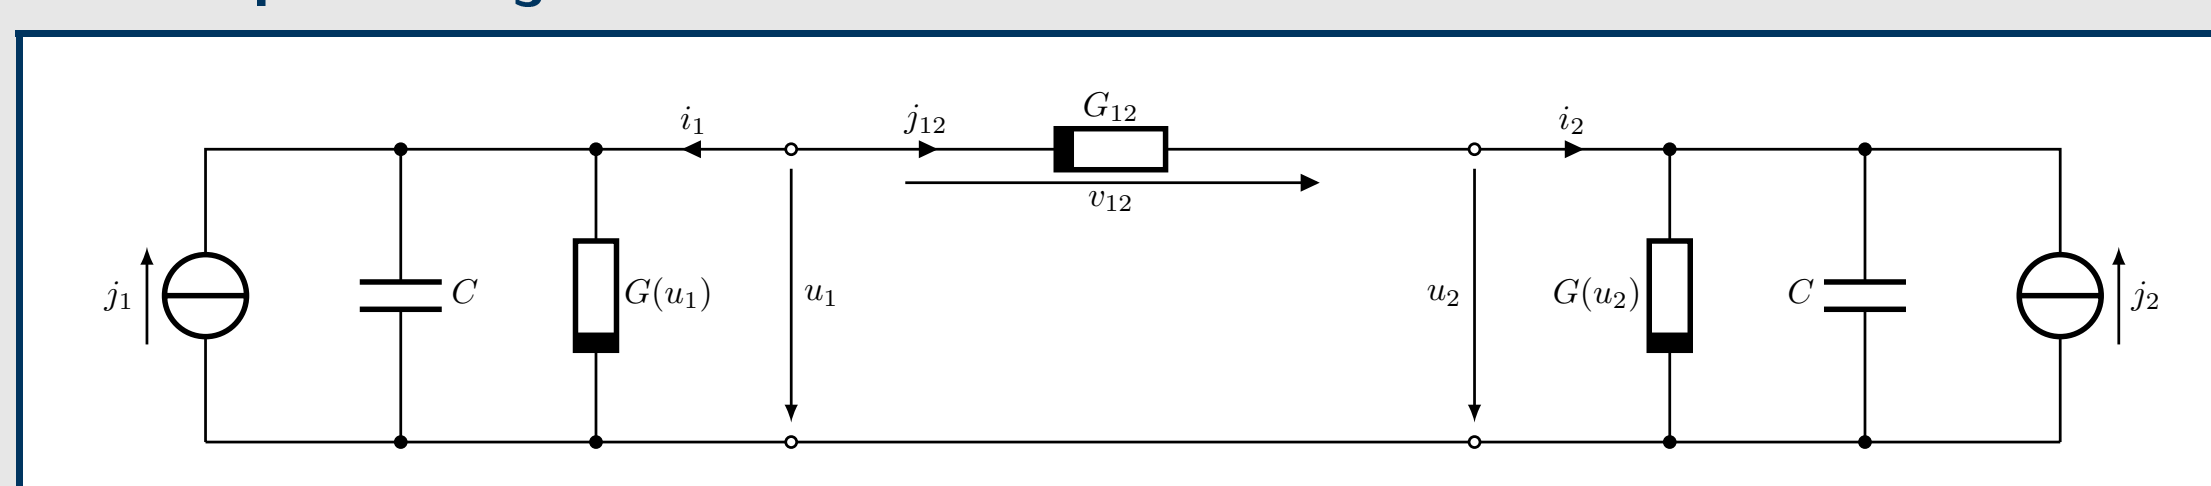 i₁ j₁₂ G₁₂ i₂
v₁₂
j₁ C G(u₁) u₁ u₂ G(u₂) C j₂